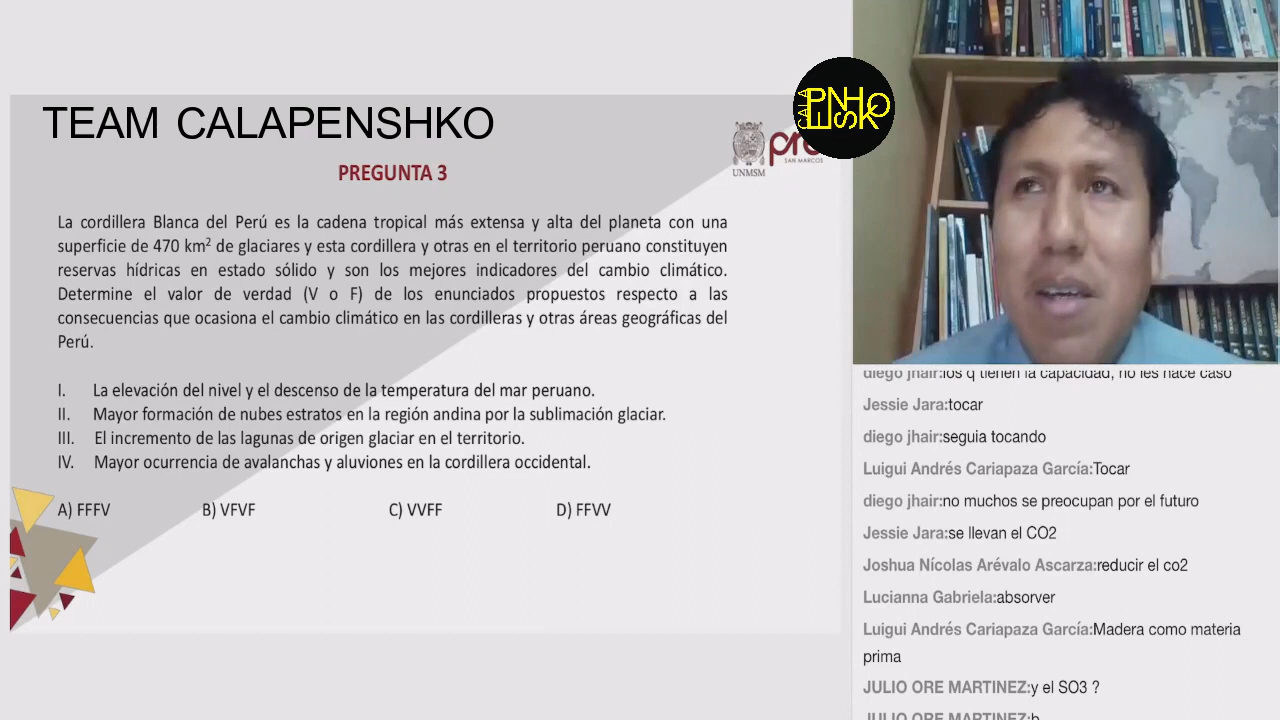 TEAM CALAPENSHKO
CALA
PENSHKO
pre
SAN MARCOS
UNMSM
PREGUNTA 3
La cordillera Blanca del Perú es la cadena tropical más extensa y alta del planeta con una
superficie de 470 km² de glaciares y esta cordillera y otras en el territorio peruano constituyen
reservas hídricas en estado sólido y son los mejores indicadores del cambio climático.
Determine el valor de verdad (V o F) de los enunciados propuestos respecto a las
consecuencias que ocasiona el cambio climático en las cordilleras y otras áreas geográficas del
Perú.
I. La elevación del nivel y el descenso de la temperatura del mar peruano.
II. Mayor formación de nubes estratos en la región andina por la sublimación glaciar.
III. El incremento de las lagunas de origen glaciar en el territorio.
IV. Mayor ocurrencia de avalanchas y aluviones en la cordillera occidental.
A) FFFV B) VFVF C) VVFF D) FFVV
diego jhair:los q tienen la capacidad, no les hace caso
Jessie Jara:tocar
diego jhair:seguia tocando
Luigui Andrés Cariapaza García:Tocar
diego jhair:no muchos se preocupan por el futuro
Jessie Jara:se llevan el CO2
Joshua Nícolas Arévalo Ascarza:reducir el co2
Lucianna Gabriela:absorver
Luigui Andrés Cariapaza García:Madera como materia
prima
JULIO ORE MARTINEZ:y el SO3 ?
JULIO ORE MARTINEZ:b